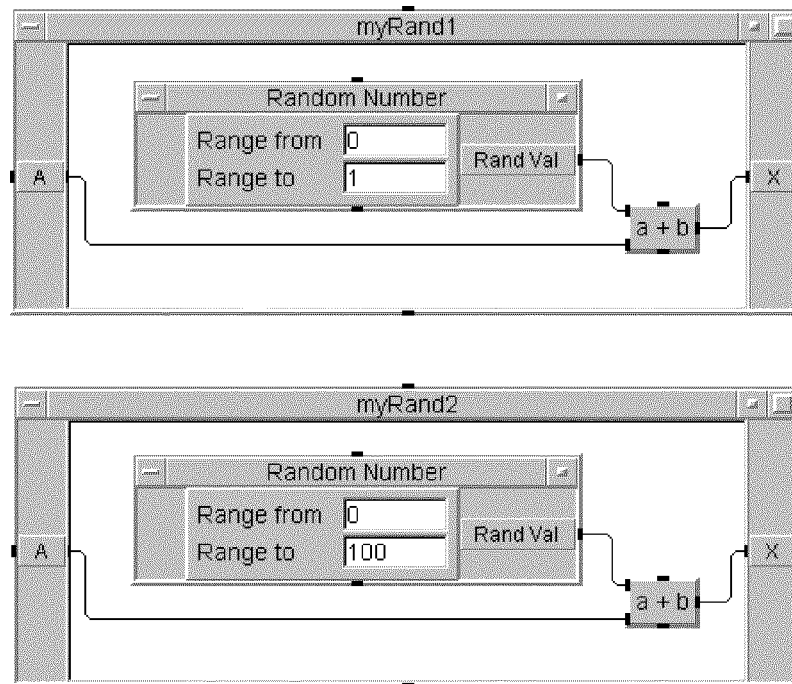 myRand1
Random Number
Range from 0
Range to 1
Rand Val
A
X
a + b
myRand2
Random Number
Range from 0
Range to 100
Rand Val
A
X
a + b